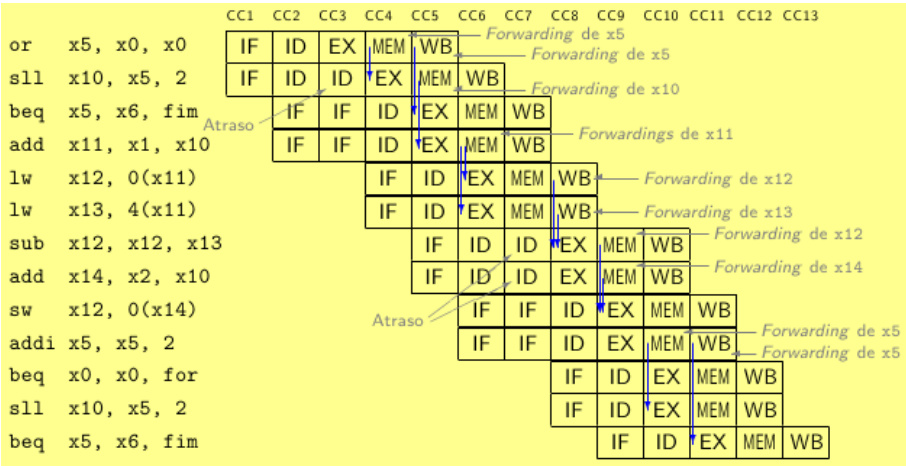 CC1 CC2 CC3 CC4 CC5 CC6 CC7 CC8 CC9 CC10 CC11 CC12 CC13
or x5, x0, x0 IF ID EX MEM WB Forwarding de x5
Forwarding de x5
sll x10, x5, 2 IF ID ID EX MEM WB Forwarding de x10
beq x5, x6, fim IF IF ID EX MEM WB
Atraso
add x11, x1, x10 IF IF ID EX MEM WB Forwardings de x11
lw x12, 0(x11) IF ID EX MEM WB Forwarding de x12
lw x13, 4(x11) IF ID EX MEM WB Forwarding de x13
sub x12, x12, x13 IF ID ID EX MEM WB Forwarding de x12
add x14, x2, x10 IF ID ID EX MEM WB Forwarding de x14
sw x12, 0(x14) IF IF ID EX MEM WB
Atraso
addi x5, x5, 2 IF IF ID EX MEM WB Forwarding de x5
Forwarding de x5
beq x0, x0, for IF ID EX MEM WB
sll x10, x5, 2 IF ID EX MEM WB
beq x5, x6, fim IF ID EX MEM WB